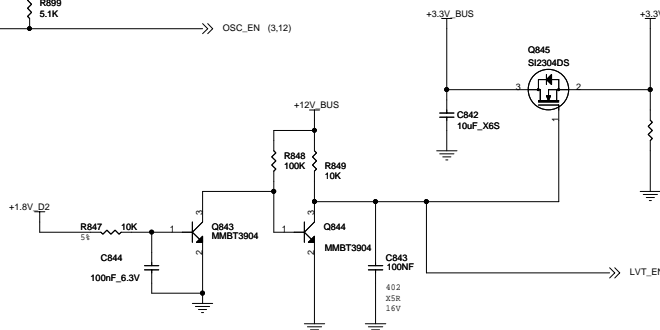 R899
5.1K
OSC_EN (3,12)
+3.3V_BUS
+3.3V
Q845
SI2304DS
3
2
1
C842
10uF_X6S
+12V_BUS
R848
100K
R849
10K
+1.8V_D2
R847 10K
5%
1
3
2
Q843
MMBT3904
1
3
2
Q844
MMBT3904
C844
100nF_6.3V
C843
100NF
402
X5R
16V
LVT_EN